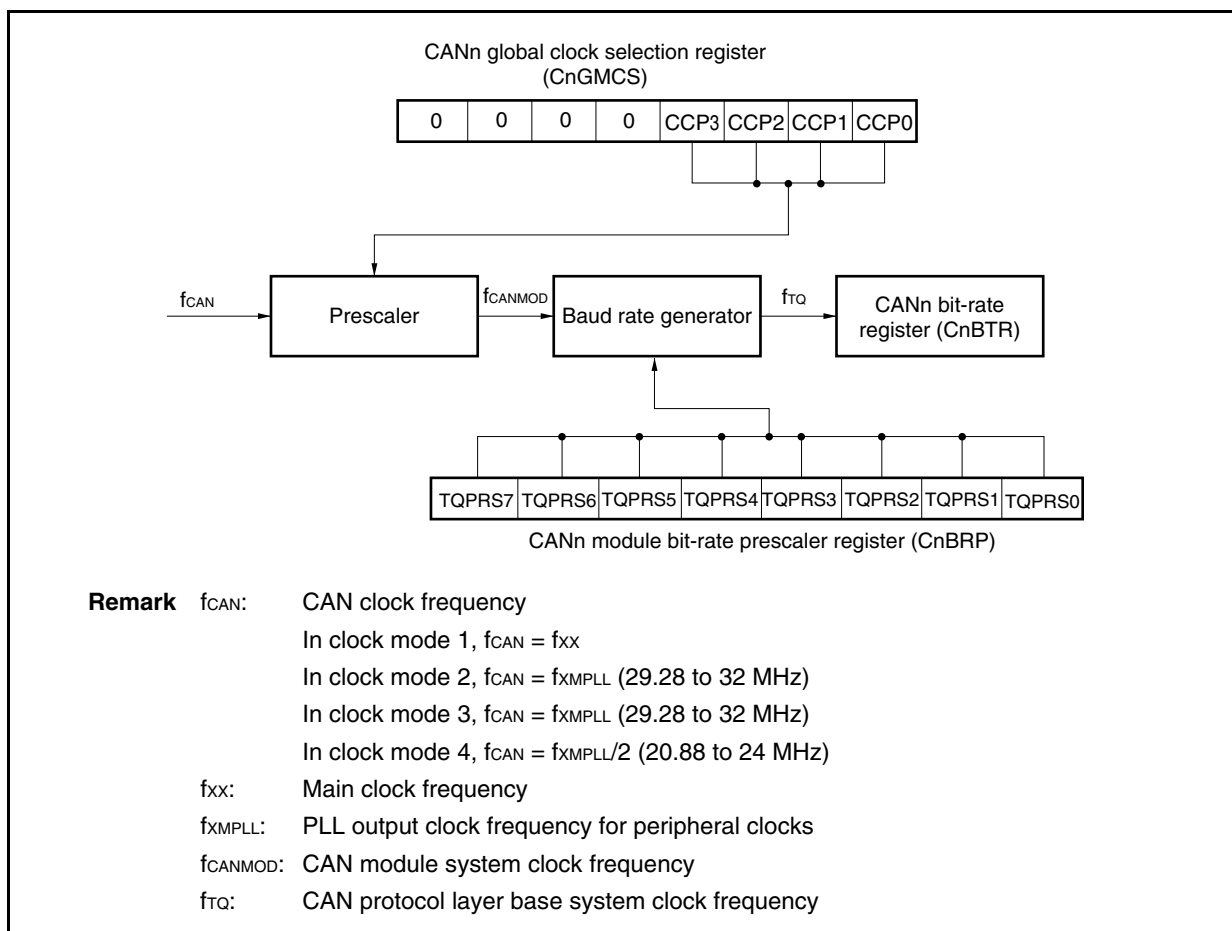 CANn global clock selection register
(CnGMCS)
0 0 0 0 CCP3 CCP2 CCP1 CCP0
fCAN
Prescaler
fCANMOD
Baud rate generator
fTQ
CANn bit-rate
register (CnBTR)
TQPRS7 TQPRS6 TQPRS5 TQPRS4 TQPRS3 TQPRS2 TQPRS1 TQPRS0
CANn module bit-rate prescaler register (CnBRP)
Remark fCAN: CAN clock frequency
In clock mode 1, fCAN = fXX
In clock mode 2, fCAN = fXMPLL (29.28 to 32 MHz)
In clock mode 3, fCAN = fXMPLL (29.28 to 32 MHz)
In clock mode 4, fCAN = fXMPLL/2 (20.88 to 24 MHz)
fXX: Main clock frequency
fXMPLL: PLL output clock frequency for peripheral clocks
fCANMOD: CAN module system clock frequency
fTQ: CAN protocol layer base system clock frequency